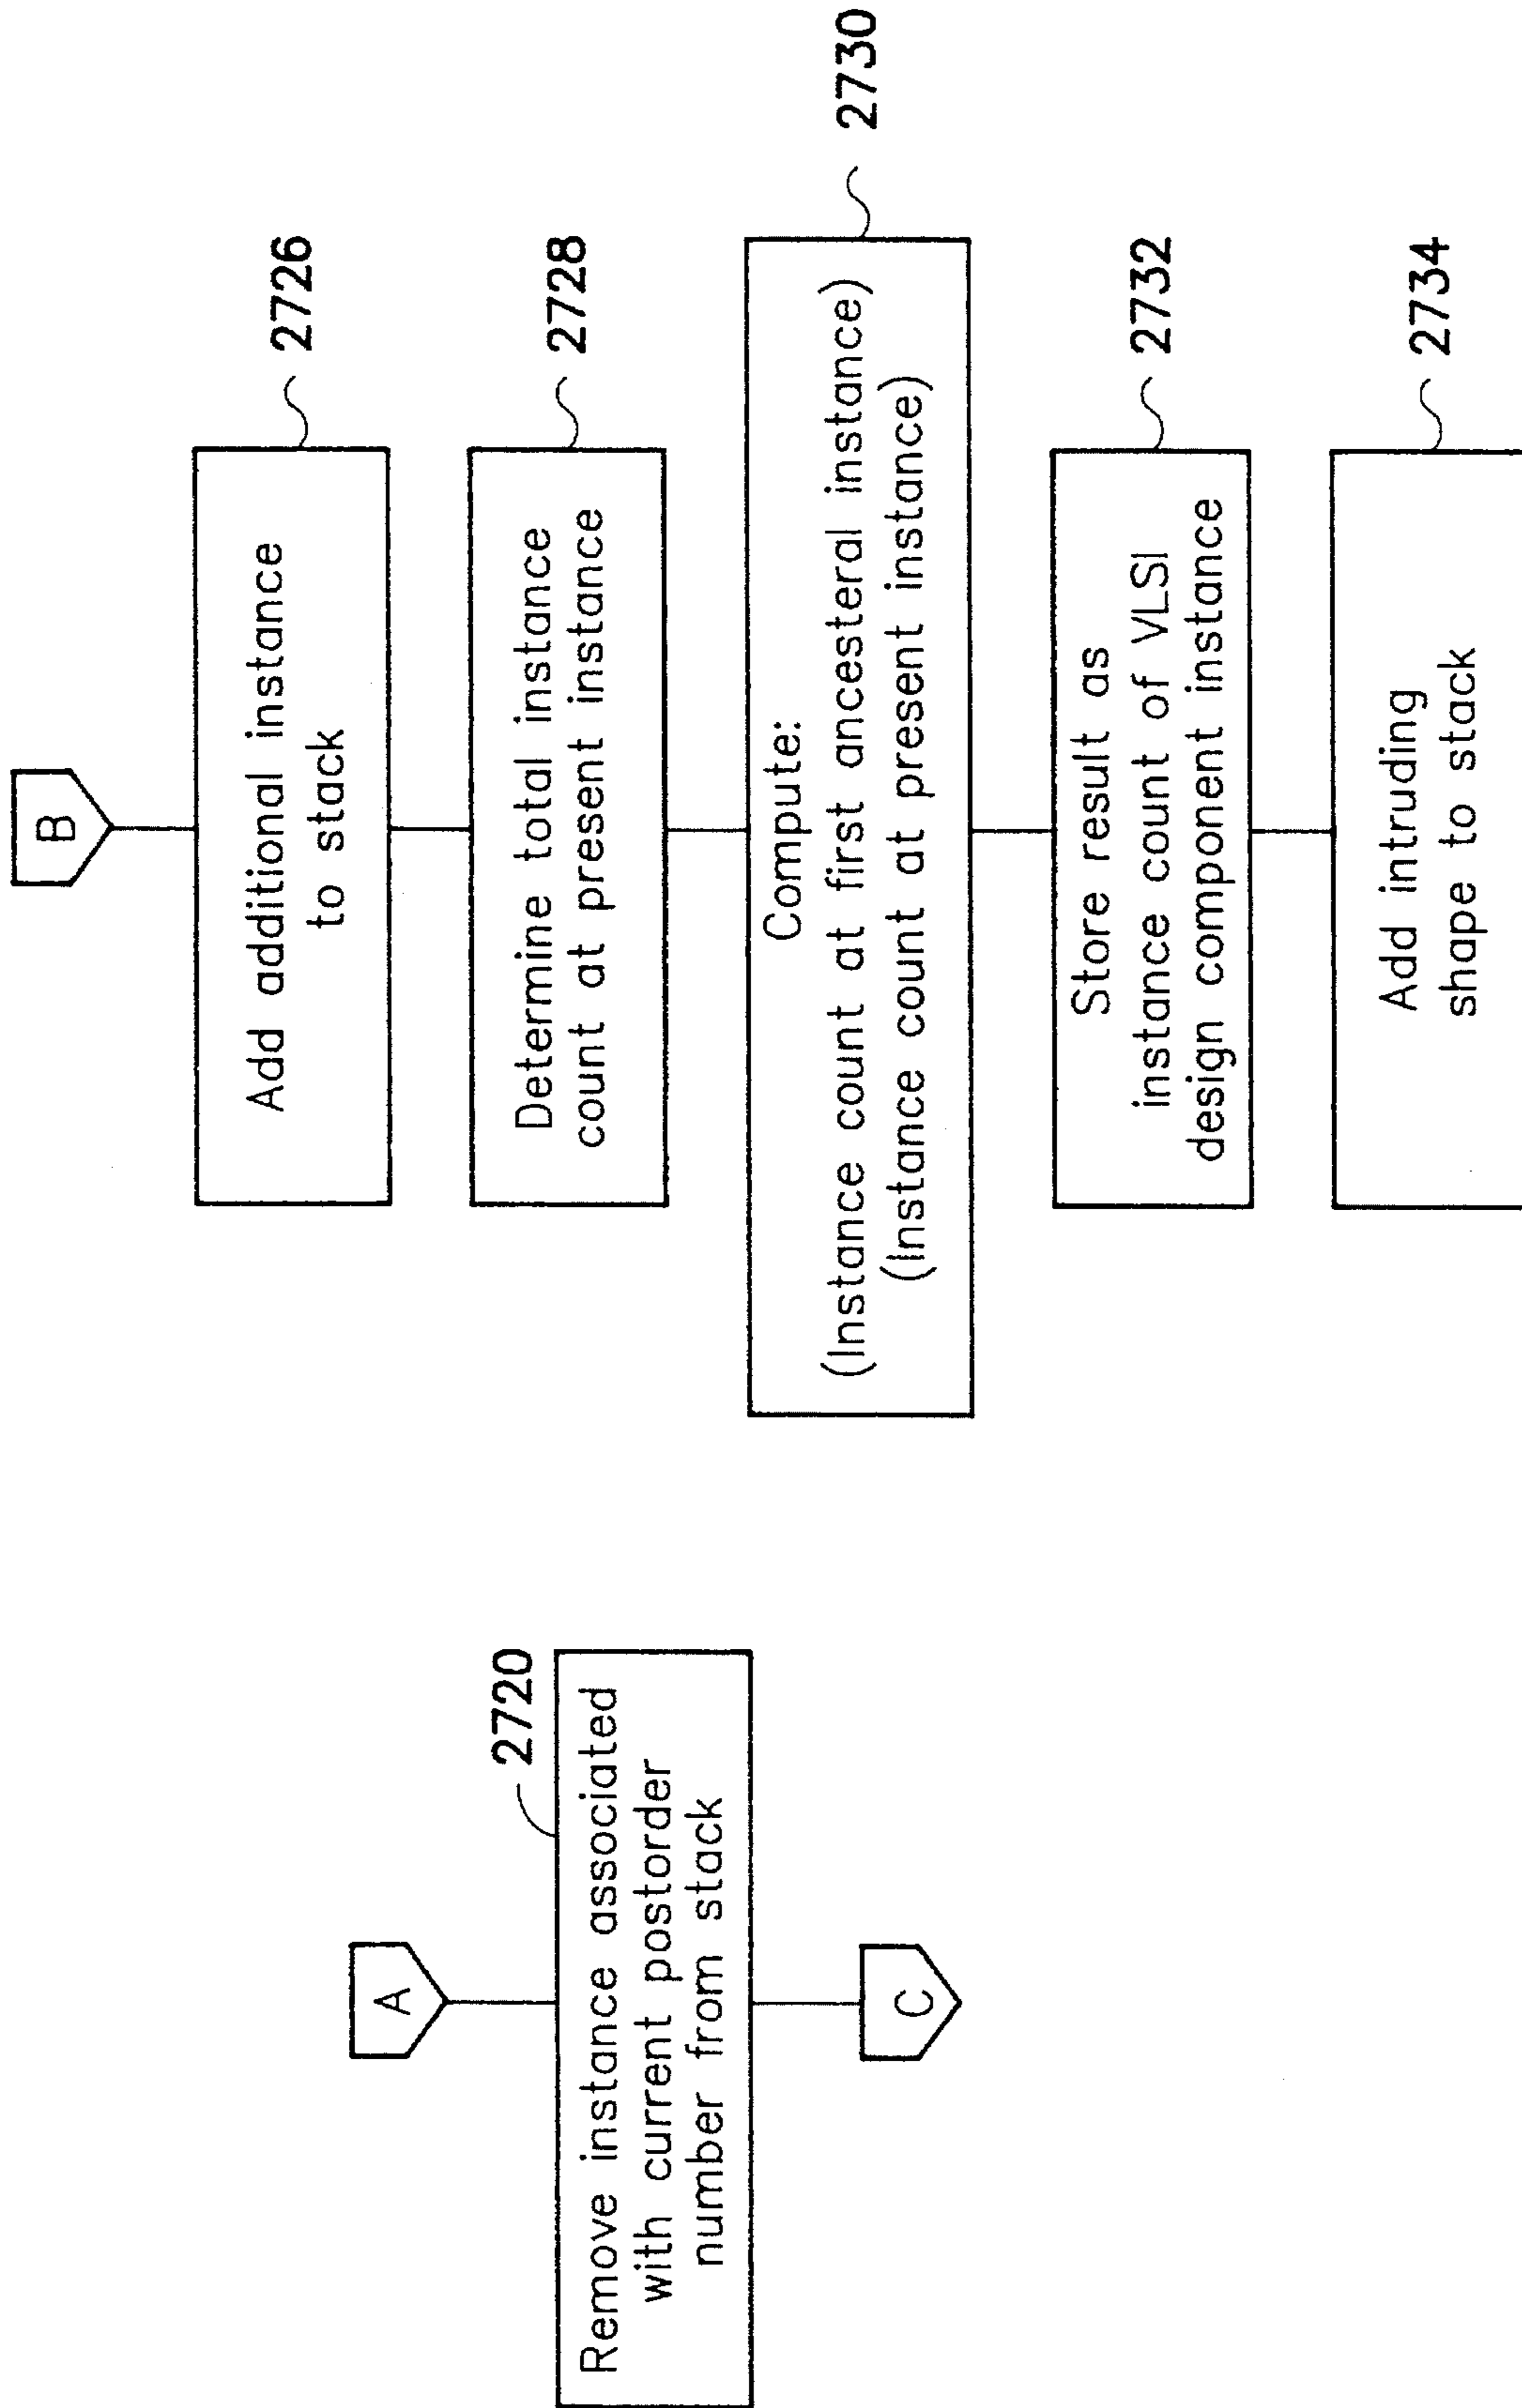 A
2720
Remove instance associated
with current postorder
number from stack
C
B
Add additional instance
to stack
2726
Determine total instance
count at present instance
2728
Compute:
(Instance count at first ancesteral instance)
(Instance count at present instance)
2730
Store result as
instance count of VLSI
design component instance
2732
Add intruding
shape to stack
2734